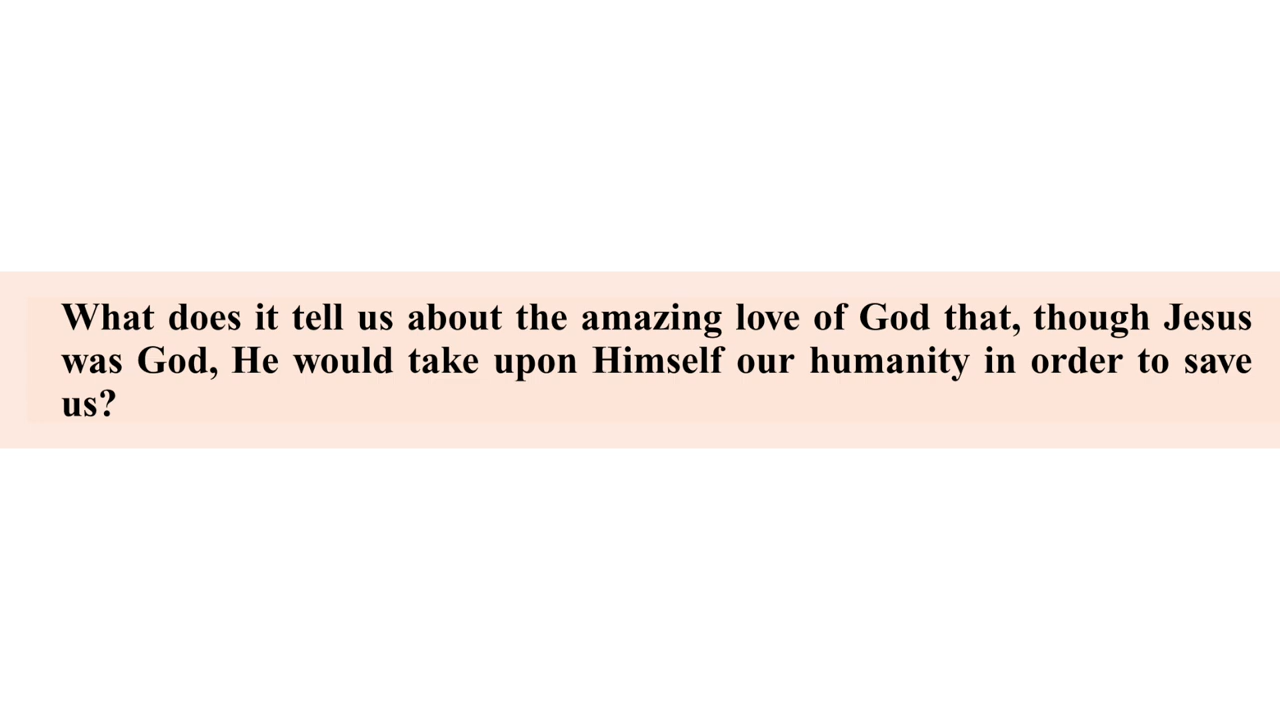 What does it tell us about the amazing love of God that, though Jesus
was God, He would take upon Himself our humanity in order to save
us?